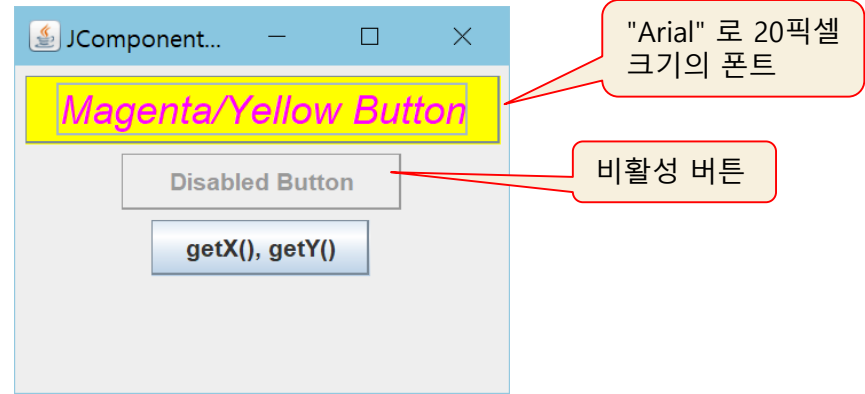 JComponent...
"Arial" 로 20픽셀
크기의 폰트
Magenta/Yellow Button
비활성 버튼
Disabled Button
getX(), getY()